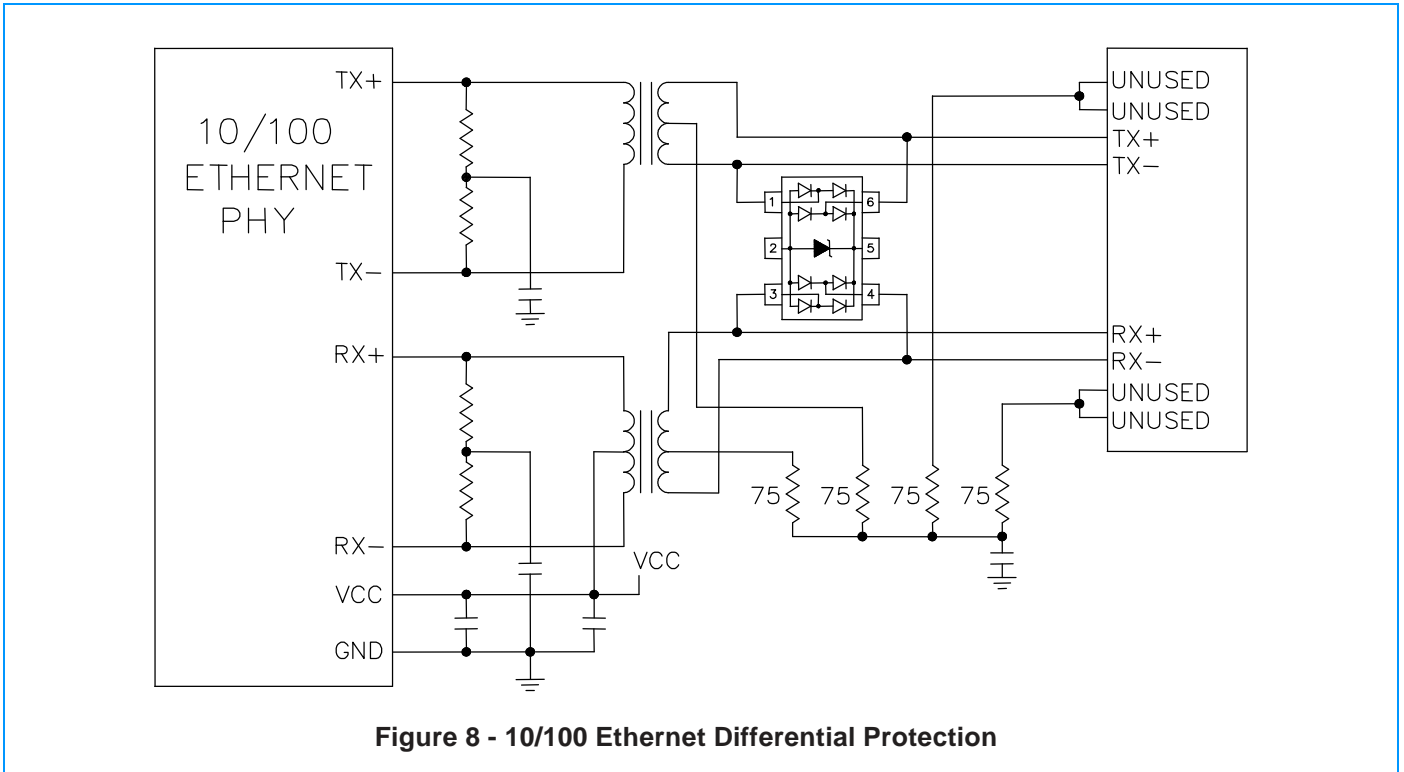 10/100
ETHERNET
PHY
TX+
TX-
RX+
RX-
VCC
GND
VCC
1
2
3
6
5
4
75
75
75
75
UNUSED
UNUSED
TX+
TX-
RX+
RX-
UNUSED
UNUSED
Figure 8 - 10/100 Ethernet Differential Protection